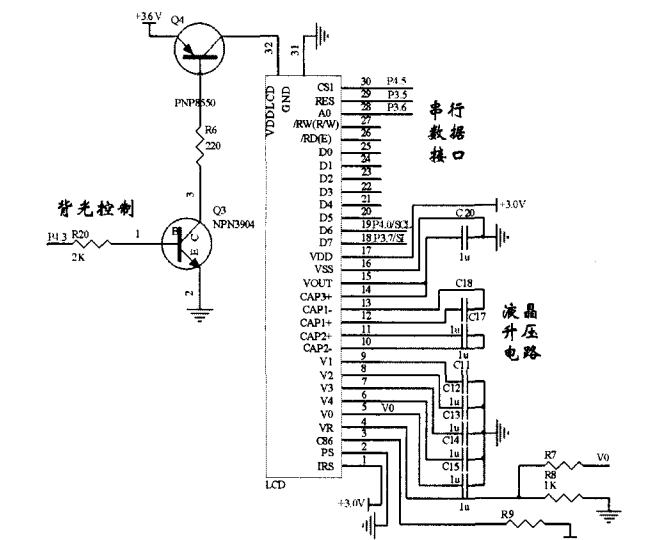 +3.6V
Q4
PNP8550
R6
220
背光控制
P4.3
R20
2K
1
B
C
E
3
Q3
NPN3904
2
32
31
VDDLCD
GND
CS1 30 P4.5
RES 29 P3.5
A0 28 P3.6
/RW(R/W) 27
/RD(E) 26
D0 25
D1 24
D2 23
D3 22
D4 21
D5 20
D6 19 P4.0/SCL
D7 18 P3.7/SI
VDD 17
VSS 16
VOUT 15
CAP3+ 14
CAP1- 13
CAP1+ 12
CAP2+ 11
CAP2- 10
V1 9
V2 8
V3 7
V4 6
V0 5 V0
VR 4
C86 3
PS 2
IRS 1
LCD
串行
数据
接口
+3.0V
C20
1u
C18
C17
1u
1u
液晶
升压
电路
C11
C12
1u
C13
1u
C14
1u
C15
1u
1u
R7
V0
R8
1K
+3.0V
R9